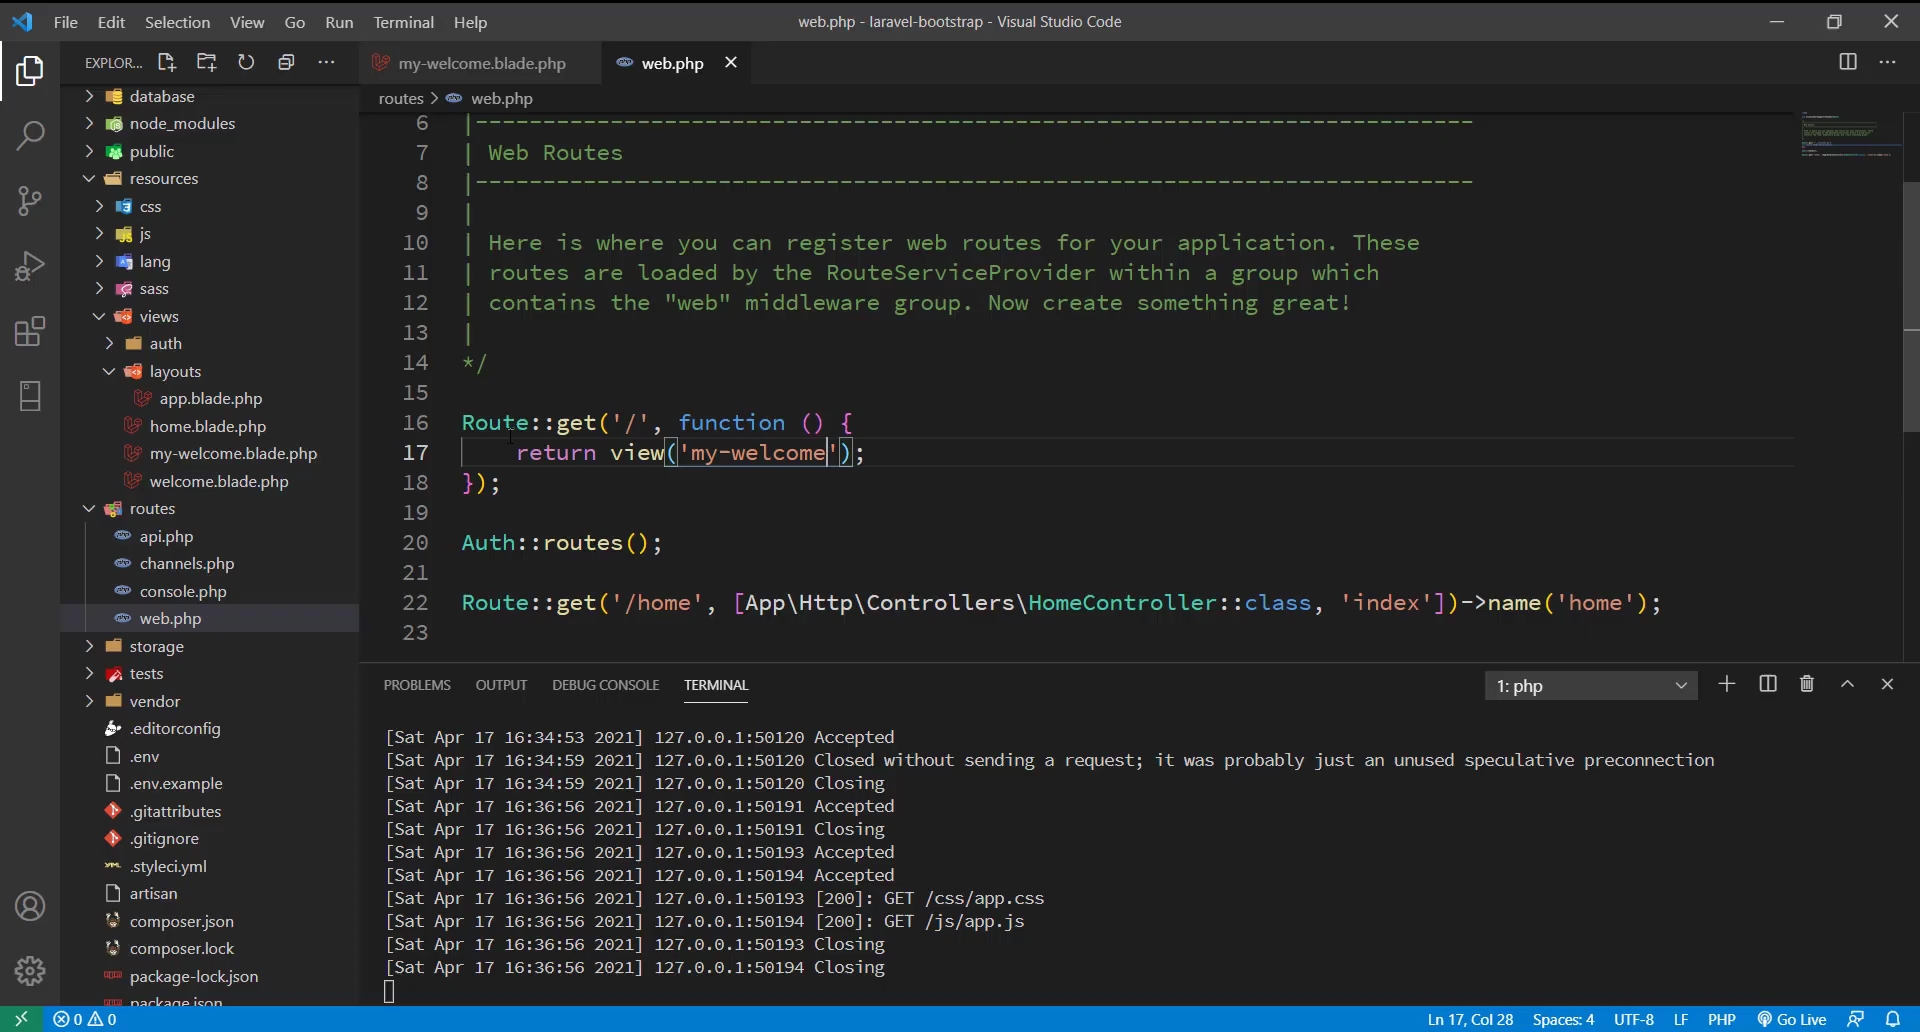 File Edit Selection View Go Run Terminal Help
web.php - laravel-bootstrap - Visual Studio Code
EXPLOR...
database
node_modules
public
resources
css
js
lang
sass
views
auth
layouts
app.blade.php
home.blade.php
my-welcome.blade.php
welcome.blade.php
routes
api.php
channels.php
console.php
web.php
storage
tests
vendor
.editorconfig
.env
.env.example
.gitattributes
.gitignore
.styleci.yml
artisan
composer.json
composer.lock
package-lock.json
package.json
my-welcome.blade.php web.php
routes > web.php
6 |--------------------------------------------------------------------------
7 | Web Routes
8 |--------------------------------------------------------------------------
9 |
10 | Here is where you can register web routes for your application. These
11 | routes are loaded by the RouteServiceProvider within a group which
12 | contains the "web" middleware group. Now create something great!
13 |
14 */
15
16 Route::get('/', function () {
17 return view('my-welcome');
18 });
19
20 Auth::routes();
21
22 Route::get('/home', [App\Http\Controllers\HomeController::class, 'index'])->name('home');
23
PROBLEMS OUTPUT DEBUG CONSOLE TERMINAL
1: php
[Sat Apr 17 16:34:53 2021] 127.0.0.1:50120 Accepted
[Sat Apr 17 16:34:59 2021] 127.0.0.1:50120 Closed without sending a request; it was probably just an unused speculative preconnection
[Sat Apr 17 16:34:59 2021] 127.0.0.1:50120 Closing
[Sat Apr 17 16:36:56 2021] 127.0.0.1:50191 Accepted
[Sat Apr 17 16:36:56 2021] 127.0.0.1:50191 Closing
[Sat Apr 17 16:36:56 2021] 127.0.0.1:50193 Accepted
[Sat Apr 17 16:36:56 2021] 127.0.0.1:50194 Accepted
[Sat Apr 17 16:36:56 2021] 127.0.0.1:50193 [200]: GET /css/app.css
[Sat Apr 17 16:36:56 2021] 127.0.0.1:50194 [200]: GET /js/app.js
[Sat Apr 17 16:36:56 2021] 127.0.0.1:50193 Closing
[Sat Apr 17 16:36:56 2021] 127.0.0.1:50194 Closing
0 0
Ln 17, Col 28 Spaces: 4 UTF-8 LF PHP Go Live